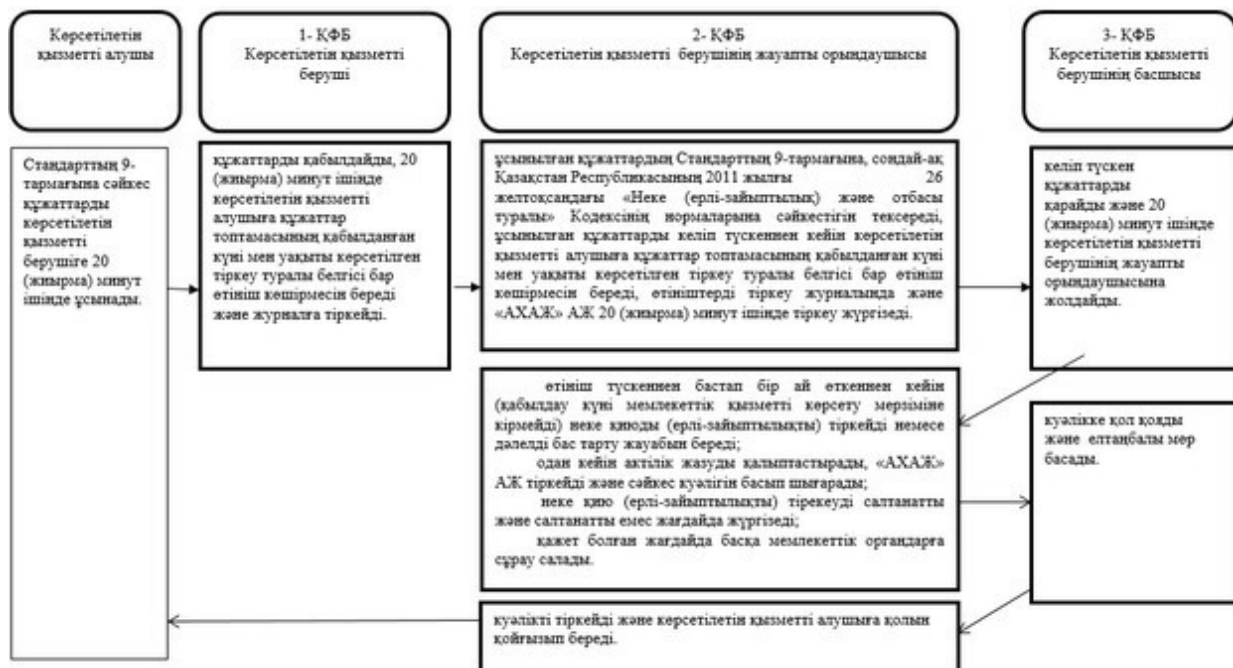 Көрсетілетін
қызметті алушы
1- ҚФБ
Көрсетілетін қызметті
беруші
2- ҚФБ
Көрсетілетін қызметті берушінің жауапты орындаушысы
3- ҚФБ
Көрсетілетін қызметті
берушінің басшысы
Стандарттың 9-
тармағына сәйкес
құжаттарды
көрсетілетін
қызметті
берушіге 20
(жиырма) минут
ішінде ұсынады.
құжаттарды қабылдайды, 20
(жиырма) минут ішінде
көрсетілетін қызметті
алушыға құжаттар
топтамасының қабылданған
күні мен уақыты көрсетілген
тіркеу туралы белгісі бар
өтініш көшірмесін береді
және журналға тіркейді.
ұсынылған құжаттардың Стандарттың 9-тармағына, сондай-ақ
Қазақстан Республикасының 2011 жылғы 26
желтоқсандағы «Неке (ерлі-зайыптылық) және отбасы
туралы» Кодексінің нормаларына сәйкестігін тексереді,
ұсынылған құжаттарды келіп түскеннен кейін көрсетілетін
қызметті алушыға құжаттар топтамасының қабылданған күні
мен уақыты көрсетілген тіркеу туралы белгісі бар өтініш
көшірмесін береді, өтініштерді тіркеу журналында және
«АХАЖ» АЖ 20 (жиырма) минут ішінде тіркеу жүргізеді.
келіп түскен
құжаттарды
қарайды және 20
(жиырма) минут ішінде
көрсетілетін қызметті
берушінің жауапты
орындаушысына
жолдайды.
өтініш түскеннен бастап бір ай өткеннен кейін
(қабылдау күні мемлекеттік қызметті көрсету мерзіміне
кірмейді) неке қиюды (ерлі-зайыптылықты) тіркейді немесе
дәлелді бас тарту жауабын береді;
одан кейін актілік жазуды қалыптастырады, «АХАЖ»
АЖ тіркейді және сәйкес куәлігін басып шығарады;
неке қию (ерлі-зайыптылықты) тірекеуді салтанатты
және салтанатты емес жағдайда жүргізеді;
қажет болған жағдайда басқа мемлекеттік органдарға
сұрау салады.
куәлікке қол қояды
және елтаңбалы мөр
басады.
куәлікті тіркейді және көрсетілетін қызметті алушыға қолын
қойғызып береді.